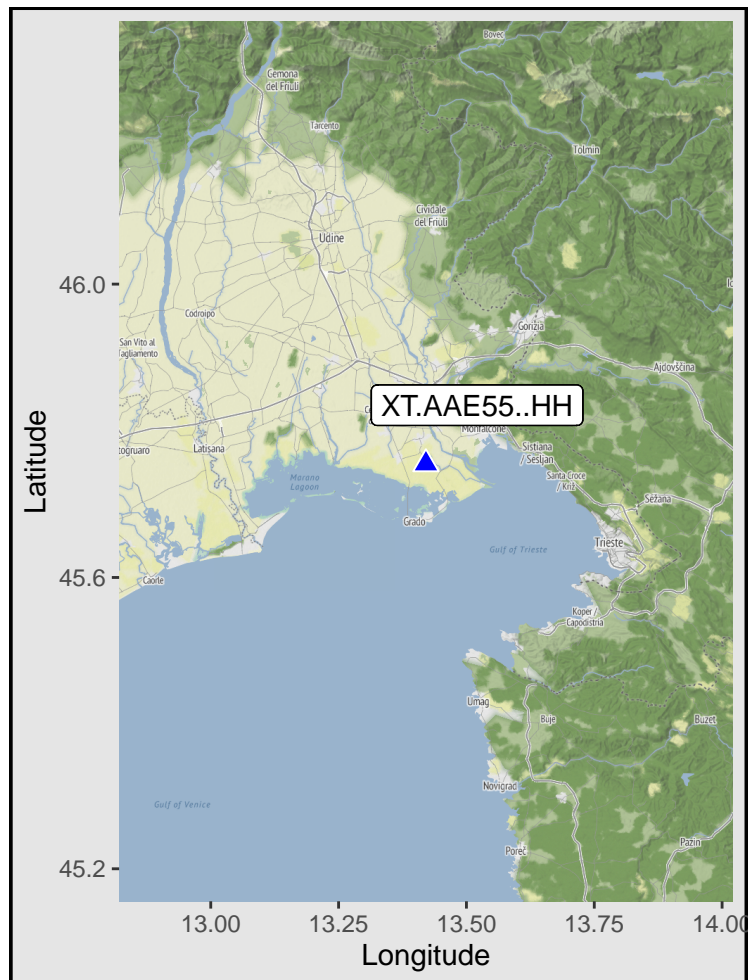 Bovec
Gemona
del Friuli
Tarcento
Tolmin
Cividale
del Friuli
Udine
46.0
Codroipo
Gorizia
San Vito al
Tagliamento
Ajdovščina
XT.AAE55..HH
Monfalcone
Latitude
Latisana
Sistiana
/ Sesljan
togruaro
Santa Croce
/ Križ
Marano
Lagoon
Sežana
Grado
Trieste
Gulf of Trieste
45.6
Caorle
Koper /
Capodistria
Umag
Buje
Buzet
Novigrad
Gulf of Venice
Poreč
Pazin
45.2
13.00
13.25
13.50
13.75
14.00
Longitude